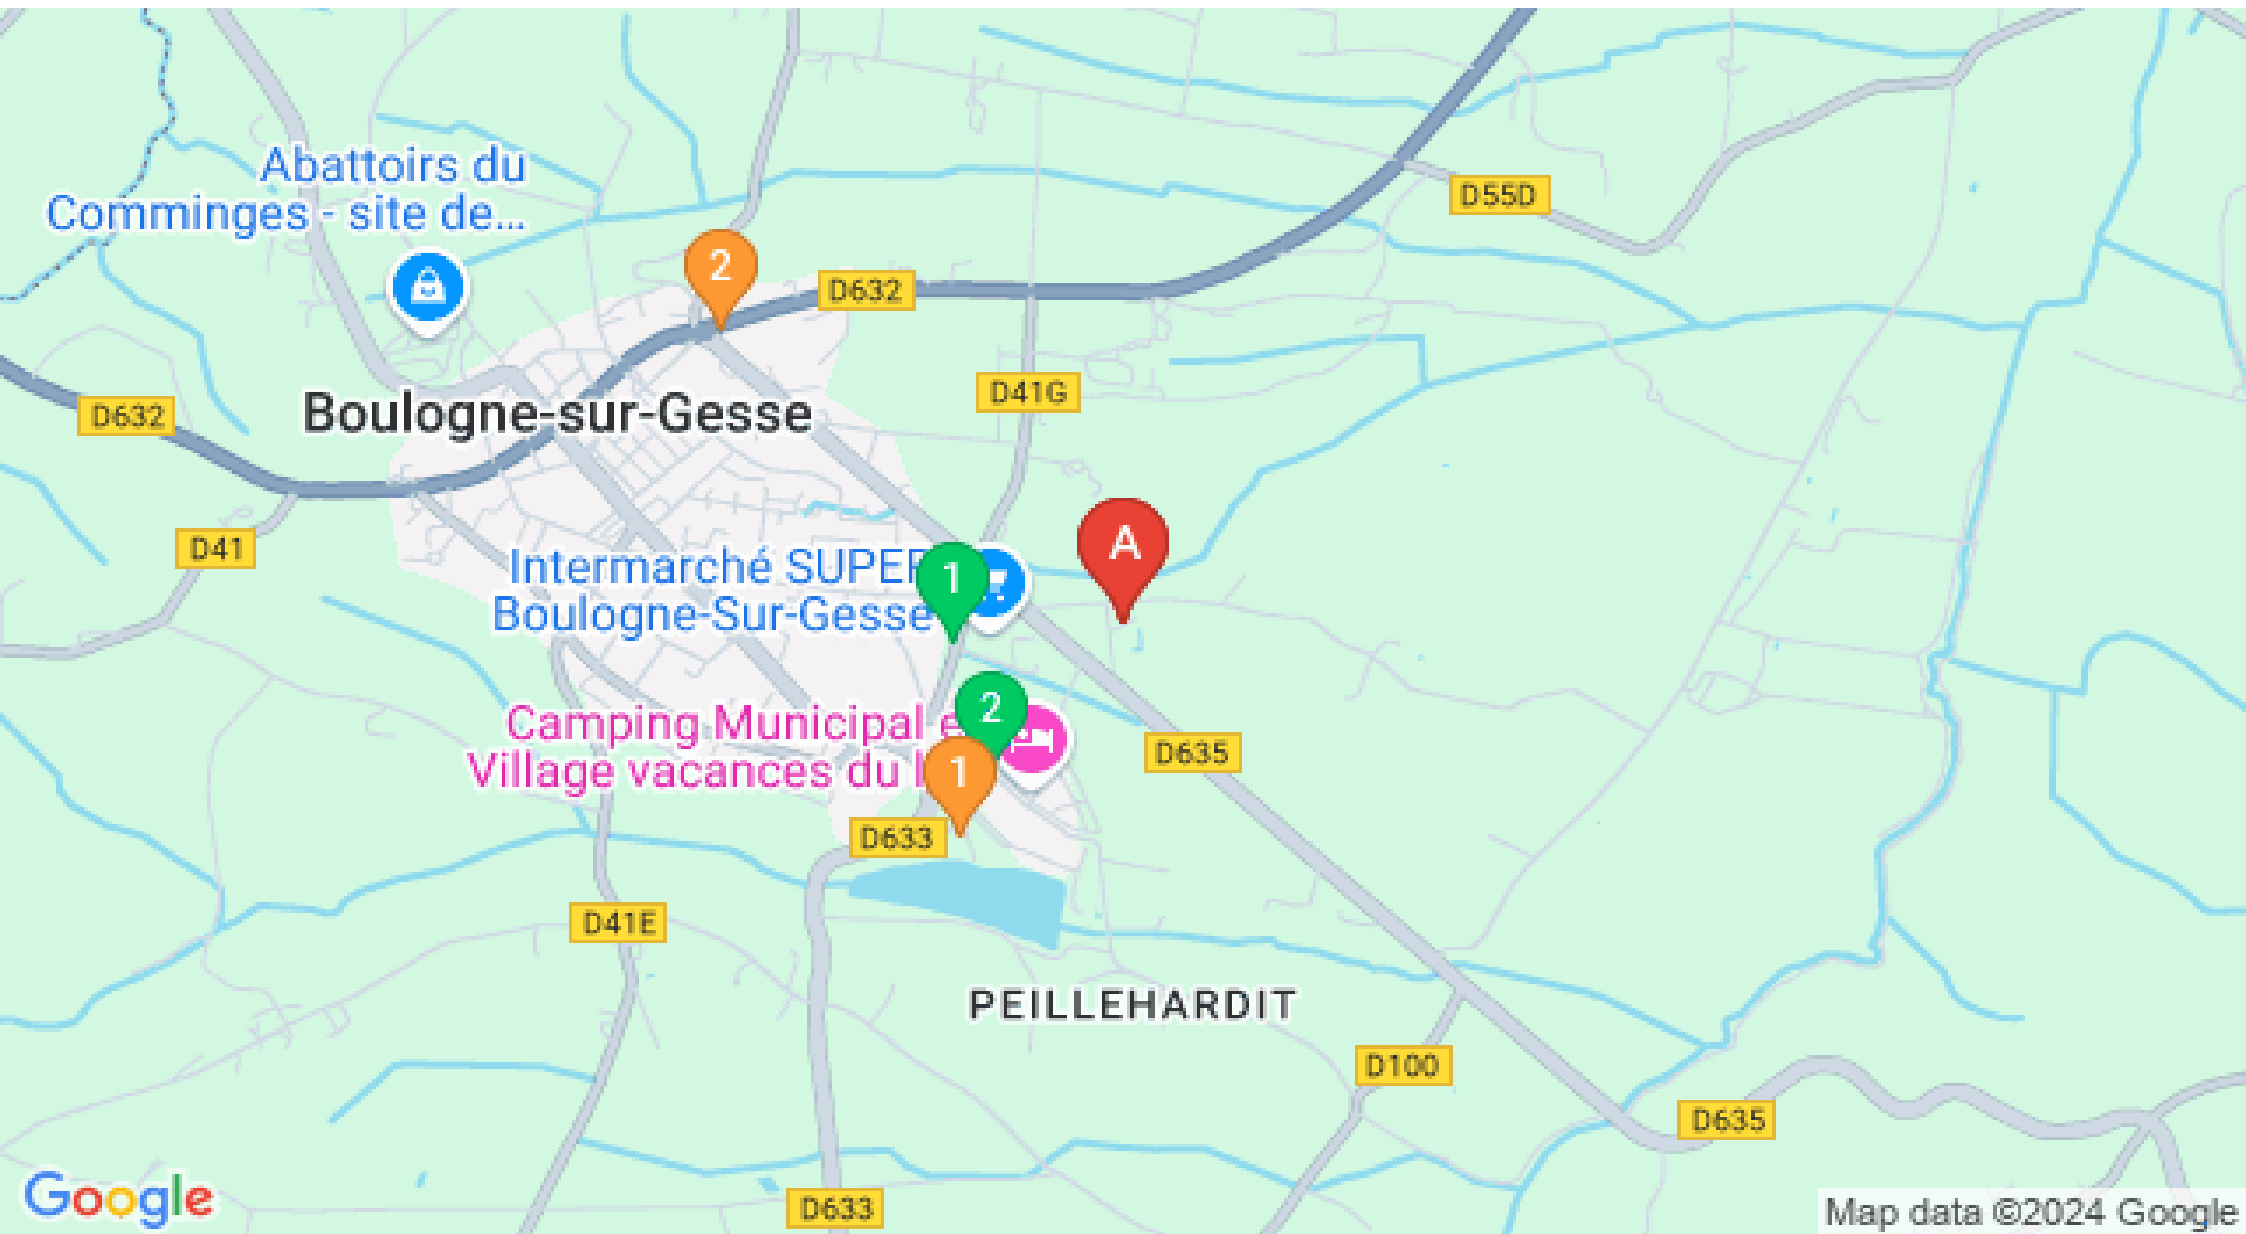 Abattoirs du
Comminges - site de...
D55D
2
D632
D41G
D632
Boulogne-sur-Gesse
A
D41
Intermarché SUPER
Boulogne-Sur-Gesse
1
2
Camping Municipal e
Village vacances du l
1
D635
D633
D41E
PEILLEHARDIT
D100
D635
D633
Google
Map data ©2024 Google